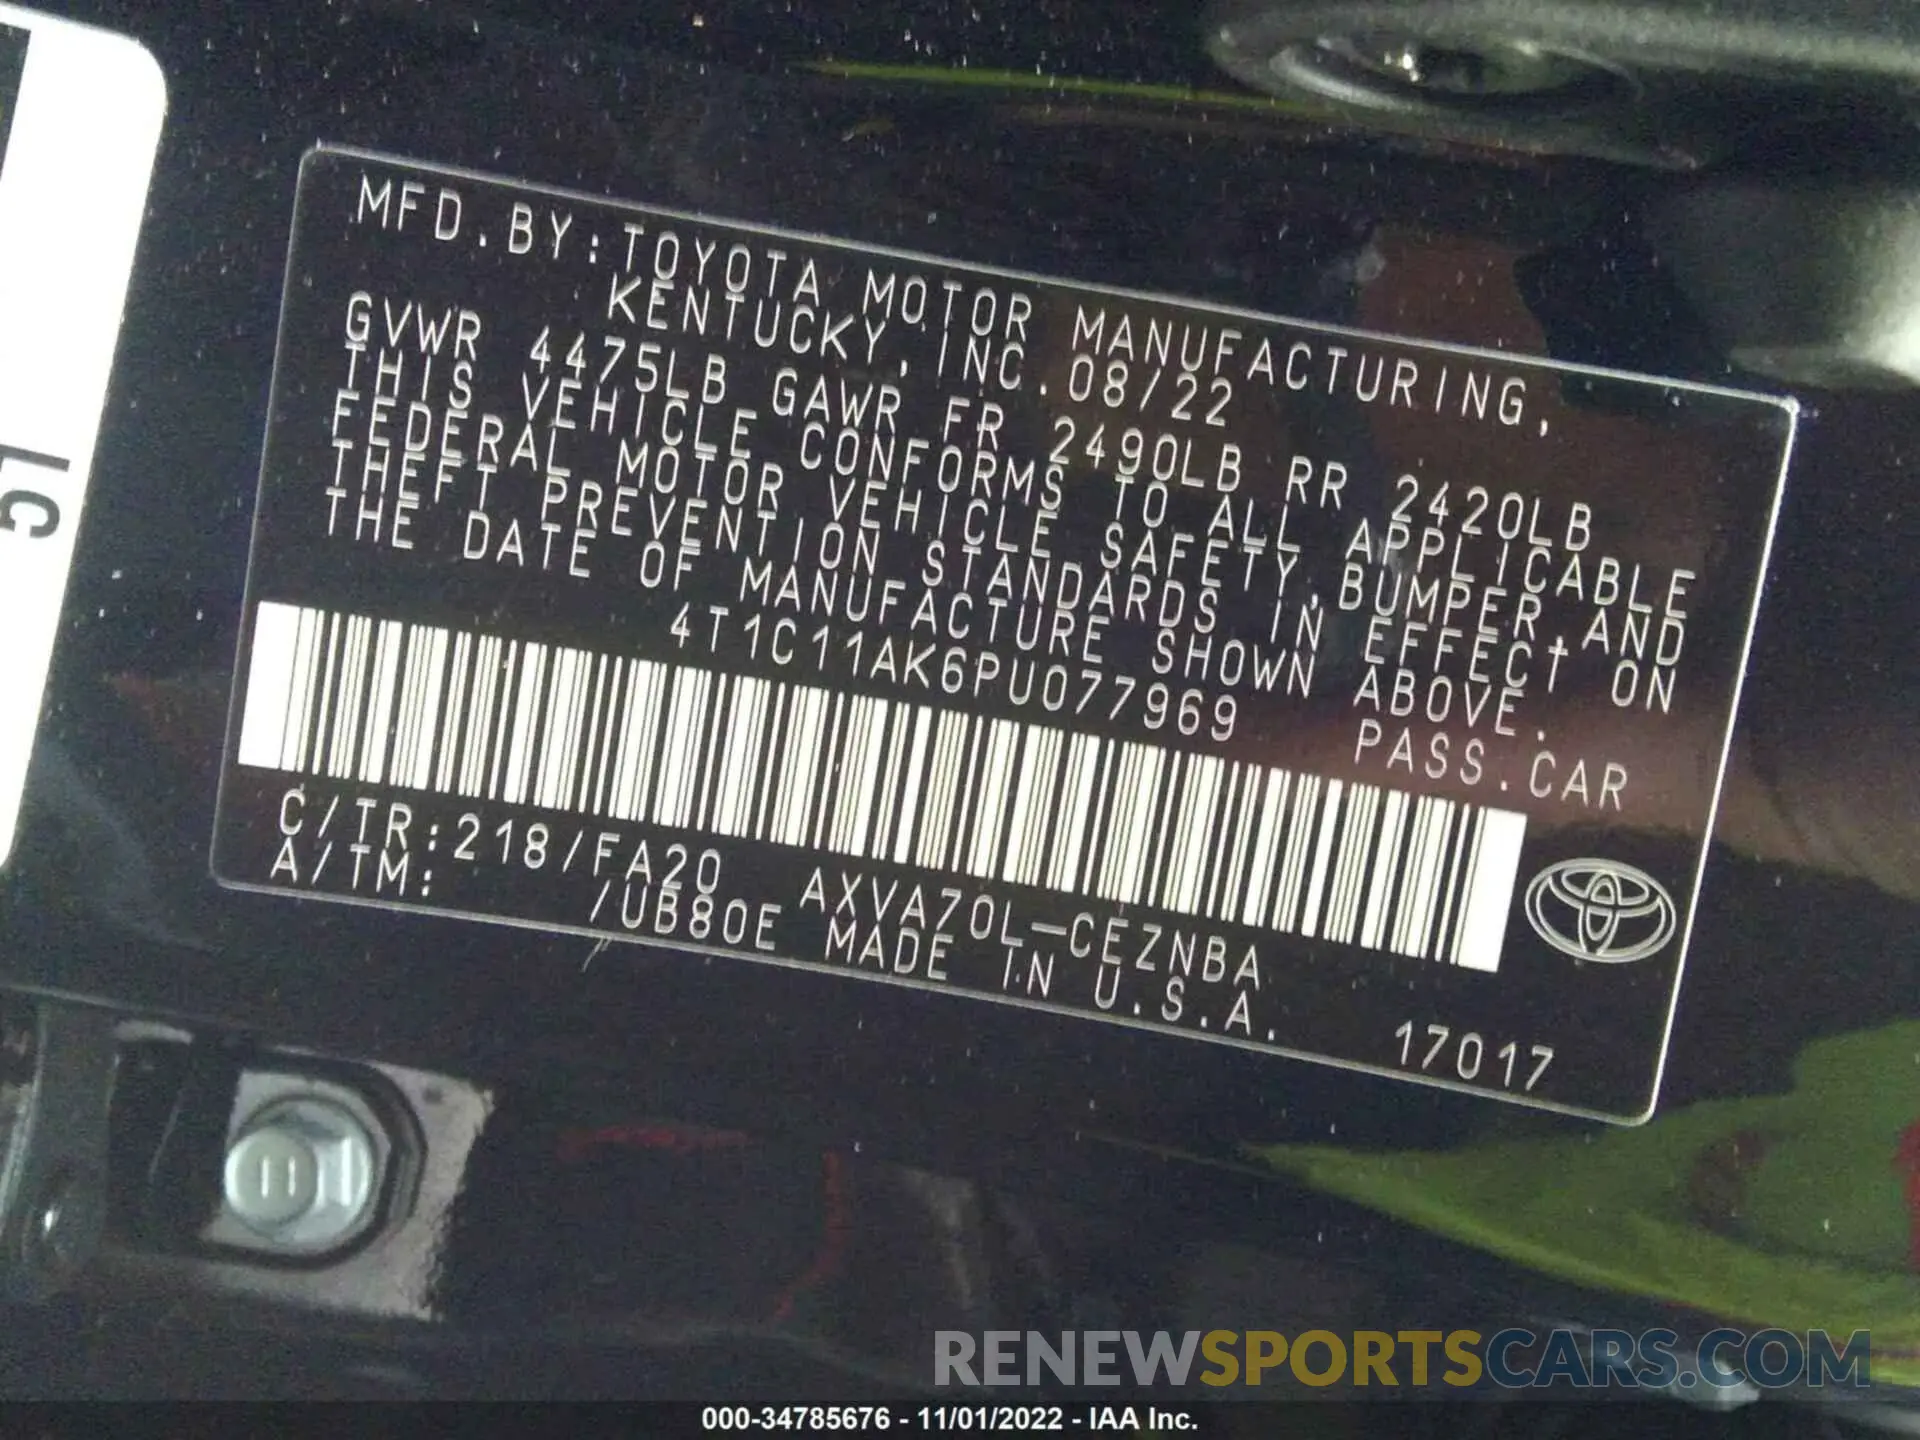 MFD.BY:TOYOTA MOTOR MANUFACTURING,
KENTUCKY,INC.08/22
GVWR 4475LB GAWR FR 2490LB RR 2420LB
THIS VEHICLE CONFORMS TO ALL APPLICABLE
FEDERAL MOTOR VEHICLE SAFETY,BUMPER,AND
THEFT PREVENTION STANDARDS IN EFFECT ON
THE DATE OF MANUFACTURE SHOWN ABOVE.
4T1C11AK6PU077969 PASS.CAR
C/TR:218/FA20 AXVA70L-CEZNBA
A/TM: /UB80E MADE IN U.S.A. 17017
LG
RENEWSPORTSCARS.COM
000-34785676 - 11/01/2022 - IAA Inc.